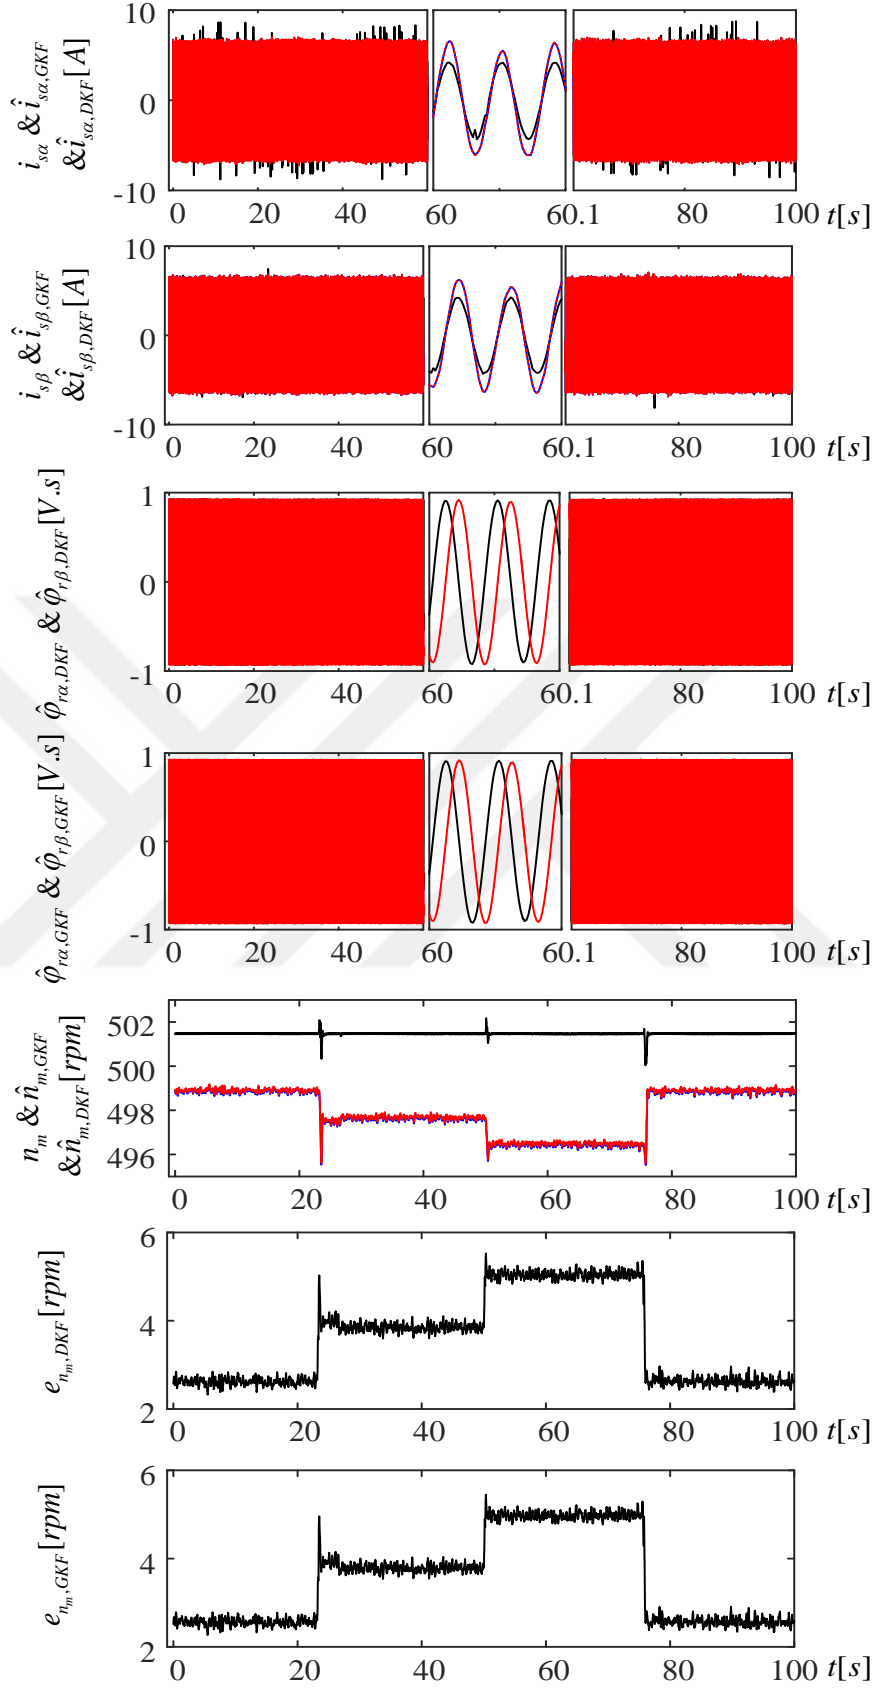 i_{sα} & î_{sα,GKF}
& î_{sα,DKF} [A]
10
0
-10
0 20 40 60 60.1 80 100 t[s]
i_{sβ} & î_{sβ,GKF}
& î_{sβ,DKF} [A]
10
0
-10
0 20 40 60 60.1 80 100 t[s]
φ̂_{rα,DKF} & φ̂_{rβ,DKF} [V.s]
1
0
-1
0 20 40 60 60.1 80 100 t[s]
φ̂_{rα,GKF} & φ̂_{rβ,GKF} [V.s]
1
0
-1
0 20 40 60 60.1 80 100 t[s]
n_m & n̂_{m,GKF}
& n̂_{m,DKF} [rpm]
502
500
498
496
0 20 40 60 80 100 t[s]
e_{n_m,DKF} [rpm]
6
4
2
0 20 40 60 80 100 t[s]
e_{n_m,GKF} [rpm]
6
4
2
0 20 40 60 80 100 t[s]